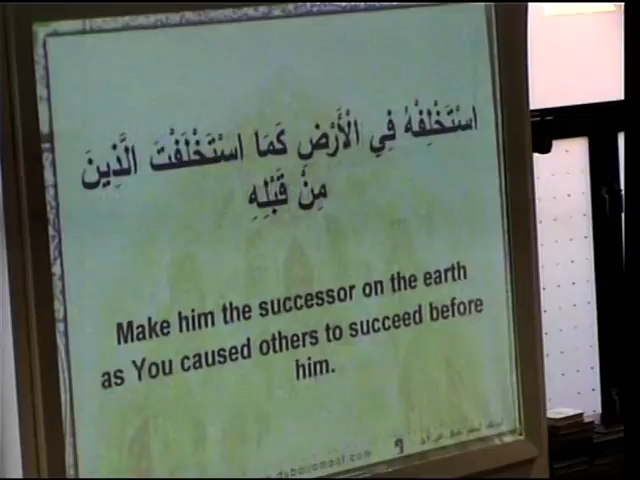 اسْتَخْلِفْهُ فِي الْأَرْضِ كَمَا اسْتَخْلَفْتَ الَّذِينَ
مِنْ قَبْلِهِ
Make him the successor on the earth
as You caused others to succeed before
him.